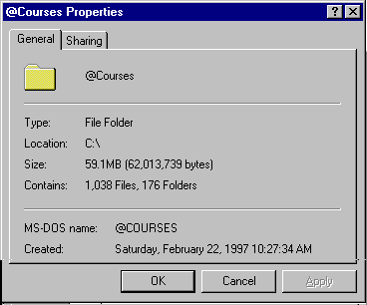 @Courses Properties
General Sharing
@Courses
Type: File Folder
Location: C:\
Size: 59.1MB (62,013,739 bytes)
Contains: 1,038 Files, 176 Folders
MS-DOS name: @COURSES
Created: Saturday, February 22, 1997 10:27:34 AM
OK Cancel Apply